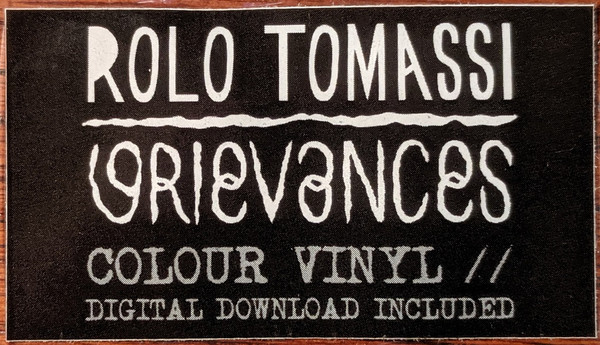 ROLO TOMASSI
GRIEVANCES
COLOUR VINYL //
DIGITAL DOWNLOAD INCLUDED